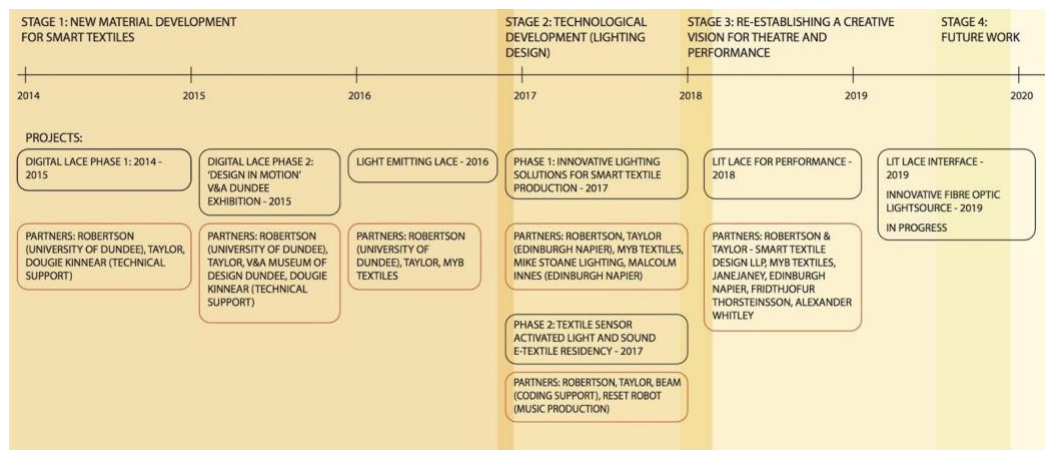 STAGE 1: NEW MATERIAL DEVELOPMENT
FOR SMART TEXTILES
STAGE 2: TECHNOLOGICAL
DEVELOPMENT (LIGHTING
DESIGN)
STAGE 3: RE-ESTABLISHING A CREATIVE
VISION FOR THEATRE AND
PERFORMANCE
STAGE 4:
FUTURE WORK
2014
2015
2016
2017
2018
2019
2020
PROJECTS:
DIGITAL LACE PHASE 1: 2014 -
2015
DIGITAL LACE PHASE 2:
‘DESIGN IN MOTION’
V&A DUNDEE
EXHIBITION - 2015
LIGHT EMITTING LACE - 2016
PHASE 1: INNOVATIVE LIGHTING
SOLUTIONS FOR SMART TEXTILE
PRODUCTION - 2017
LIT LACE FOR PERFORMANCE -
2018
LIT LACE INTERFACE -
2019
INNOVATIVE FIBRE OPTIC
LIGHTSOURCE - 2019
IN PROGRESS
PARTNERS: ROBERTSON
(UNIVERSITY OF DUNDEE), TAYLOR,
DOUGIE KINNEAR (TECHNICAL
SUPPORT)
PARTNERS: ROBERTSON
(UNIVERSITY OF DUNDEE),
TAYLOR, V&A MUSEUM OF
DESIGN DUNDEE, DOUGIE
KINNEAR (TECHNICAL
SUPPORT)
PARTNERS: ROBERTSON
(UNIVERSITY OF
DUNDEE), TAYLOR, MYB
TEXTILES
PARTNERS: ROBERTSON, TAYLOR
(EDINBURGH NAPIER), MYB TEXTILES,
MIKE STOANE LIGHTING, MALCOLM
INNES (EDINBURGH NAPIER)
PARTNERS: ROBERTSON &
TAYLOR - SMART TEXTILE
DESIGN LLP, MYB TEXTILES,
JANEJANEY, EDINBURGH
NAPIER, FRIDTHJOFUR
THORSTEINSSON, ALEXANDER
WHITLEY
PHASE 2: TEXTILE SENSOR
ACTIVATED LIGHT AND SOUND
E-TEXTILE RESIDENCY - 2017
PARTNERS: ROBERTSON, TAYLOR, BEAM
(CODING SUPPORT), RESET ROBOT
(MUSIC PRODUCTION)